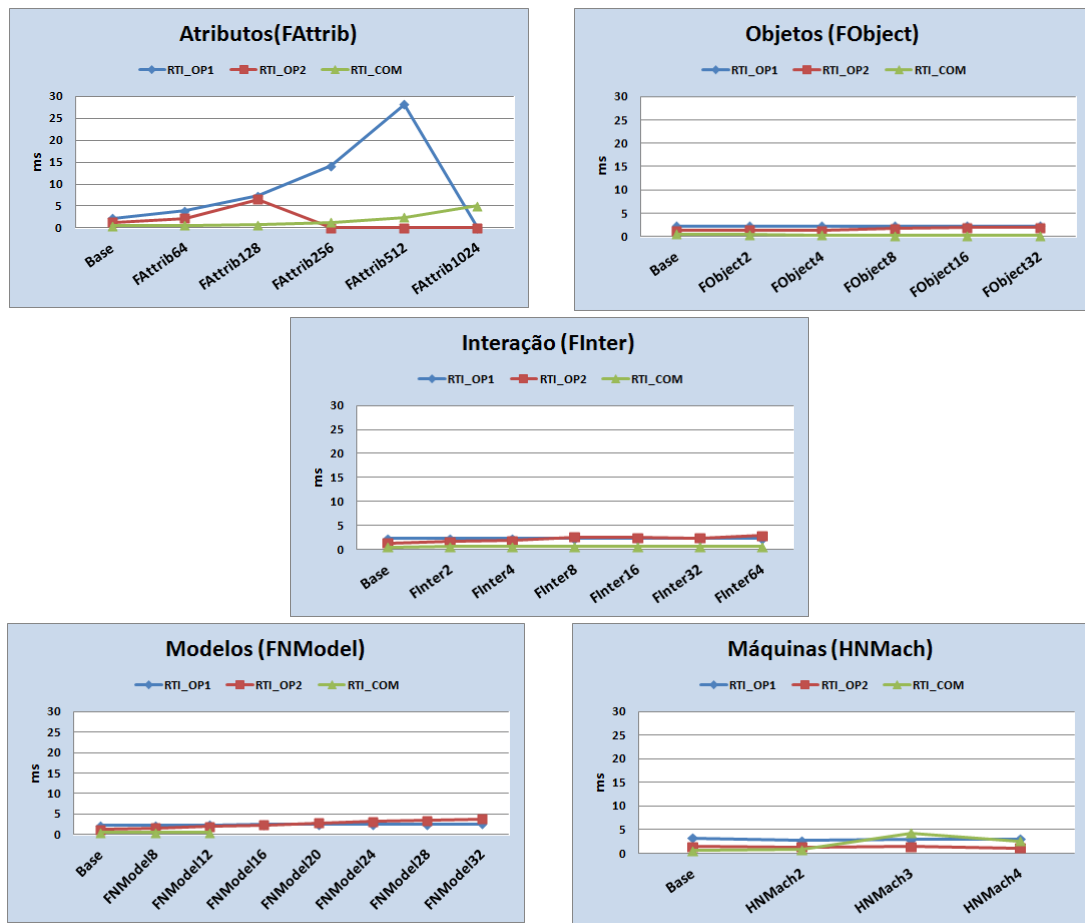 Atributos(FAttrib)
RTI_OP1 RTI_OP2 RTI_COM
30
25
20
15
10
5
0
ms
Base FAttrib64 FAttrib128 FAttrib256 FAttrib512 FAttrib1024
Objetos (FObject)
RTI_OP1 RTI_OP2 RTI_COM
30
25
20
15
10
5
0
ms
Base FObject2 FObject4 FObject8 FObject16 FObject32
Interação (FInter)
RTI_OP1 RTI_OP2 RTI_COM
30
25
20
15
10
5
0
ms
Base FInter2 FInter4 FInter8 FInter16 FInter32 FInter64
Modelos (FNModel)
RTI_OP1 RTI_OP2 RTI_COM
30
25
20
15
10
5
0
ms
Base FNModel8 FNModel12 FNModel16 FNModel20 FNModel24 FNModel28 FNModel32
Máquinas (HNMach)
RTI_OP1 RTI_OP2 RTI_COM
30
25
20
15
10
5
0
ms
Base HNMach2 HNMach3 HNMach4